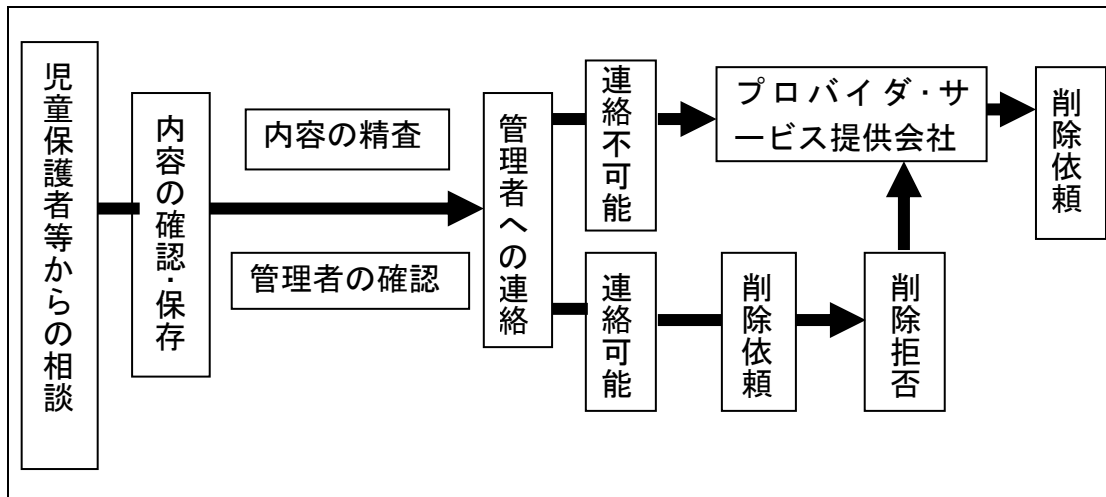 児童保護者等からの相談
内容の確認・保存
内容の精査
管理者の確認
管理者への連絡
連絡不可能
プロバイダ・サ
ービス提供会社
削除依頼
連絡可能
削除依頼
削除拒否